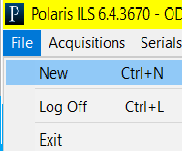 P Polaris ILS 6.4.3670 - OD
File Acquisitions Serials
New Ctrl+N
Log Off Ctrl+L
Exit